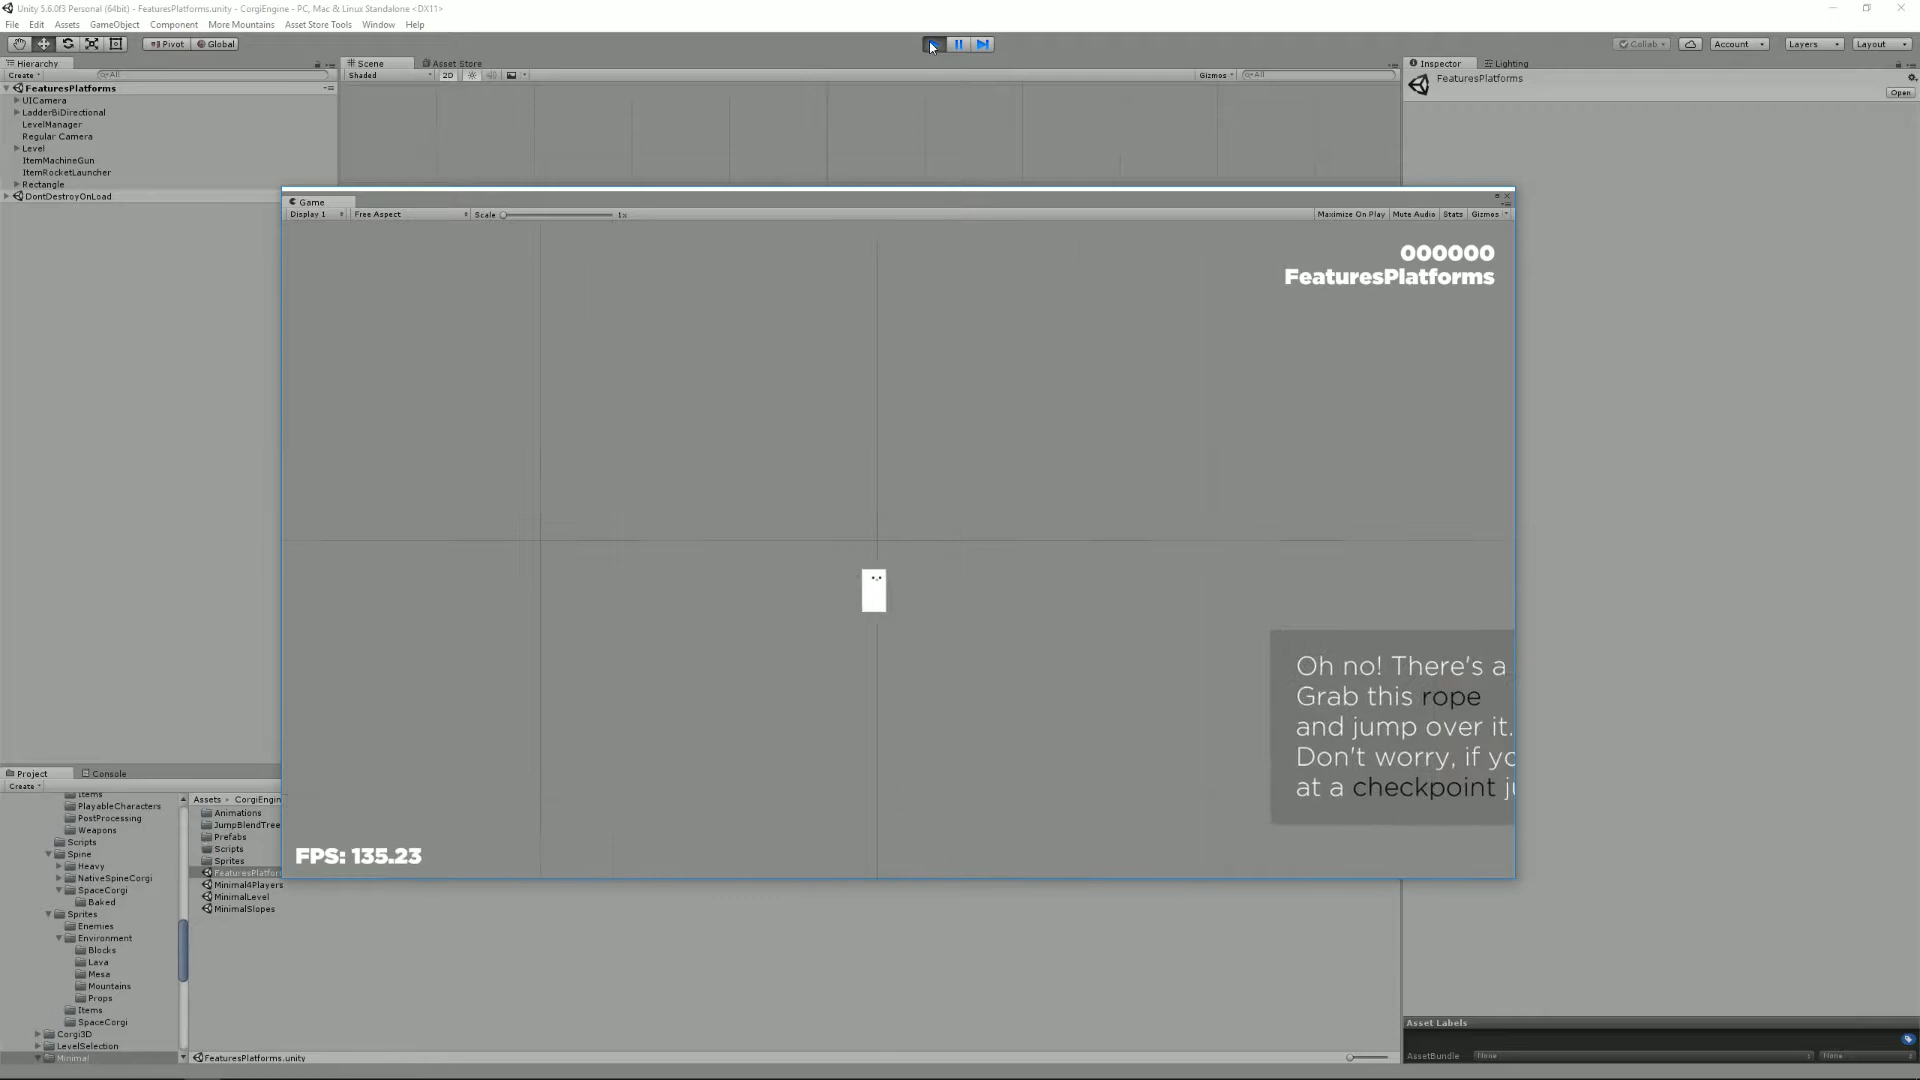 Unity 5.6.0f3 Personal (64bit) - FeaturesPlatforms.unity - CorgiEngine - PC, Mac & Linux Standalone <DX11>
File Edit Assets GameObject Component More Mountains Asset Store Tools Window Help
Pivot Global Collab Account Layers Layout
Hierarchy
Create All
FeaturesPlatforms
UICamera
LadderBiDirectional
LevelManager
Regular Camera
Level
ItemMachineGun
ItemRocketLauncher
Rectangle
DontDestroyOnLoad
Scene Asset Store
Shaded 2D Gizmos All
Inspector Lighting
FeaturesPlatforms
Open
Game
Display 1 Free Aspect Scale 1x Maximize On Play Mute Audio Stats Gizmos
000000
FeaturesPlatforms
Oh no! There's a
Grab this rope
and jump over it.
Don't worry, if yo
at a checkpoint ju
FPS: 135.23
Project Console
Create
Items
PlayableCharacters
PostProcessing
Weapons
Scripts
Spine
Heavy
NativeSpineCorgi
SpaceCorgi
Baked
Sprites
Enemies
Environment
Blocks
Lava
Mesa
Mountains
Props
Items
SpaceCorgi
Corgi3D
LevelSelection
Minimal
Assets CorgiEngin
Animations
JumpBlendTree
Prefabs
Scripts
Sprites
FeaturesPlatfor
Minimal4Players
MinimalLevel
MinimalSlopes
FeaturesPlatforms.unity
Asset Labels
AssetBundle None None